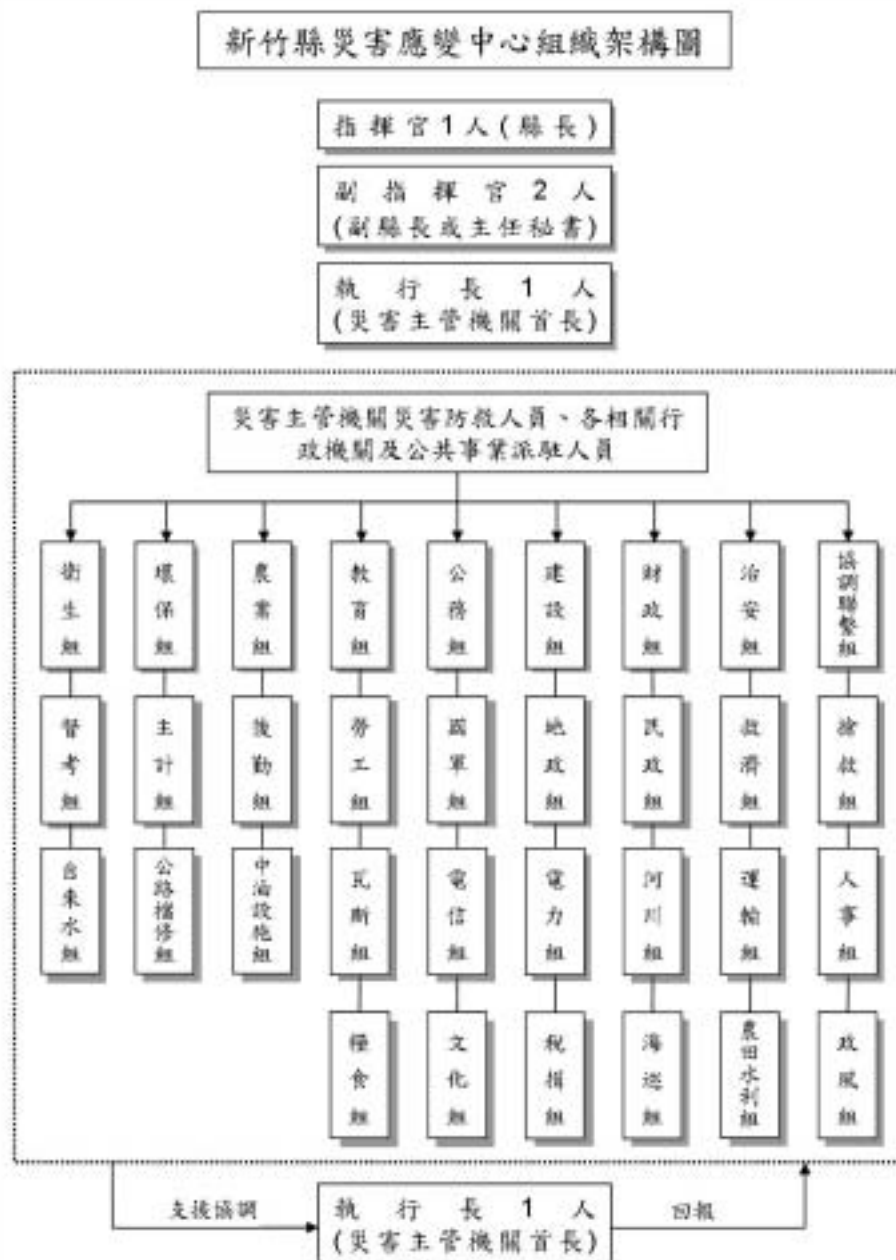 新竹縣災害應變中心組織架構圖
指揮官1人(縣長)
副指揮官2人
(副縣長或主任秘書)
執行長1人
(災害主管機關首長)
災害主管機關災害防救人員、各相關行
政機關及公共事業派駐人員
衛生組
環保組
農業組
教育組
公務組
建設組
財政組
治安組
協調聯繫組
督考組
主計組
後勤組
勞工組
國軍組
地政組
民政組
救濟組
搶救組
自來水組
公路搶修組
中油設施組
瓦斯組
電信組
電力組
河川組
運輸組
人事組
糧食組
文化組
稅捐組
海巡組
農田水利組
政風組
支援協調
執行長1人
(災害主管機關首長)
回報